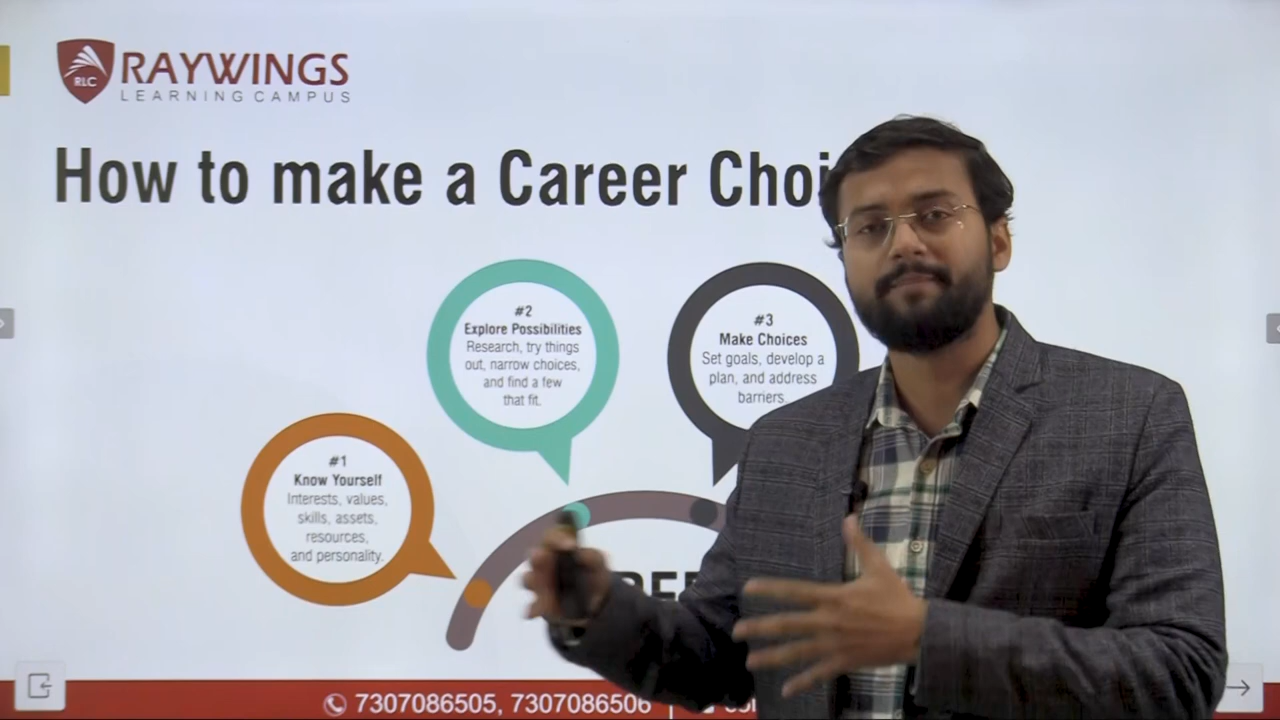 RLC
RAYWINGS
LEARNING CAMPUS
How to make a Career Choi
#2
Explore Possibilities
Research, try things
out, narrow choices,
and find a few
that fit.
#3
Make Choices
Set goals, develop a
plan, and address
barriers.
#1
Know Yourself
Interests, values,
skills, assets,
resources,
and personality.
7307086505, 7307086506 |